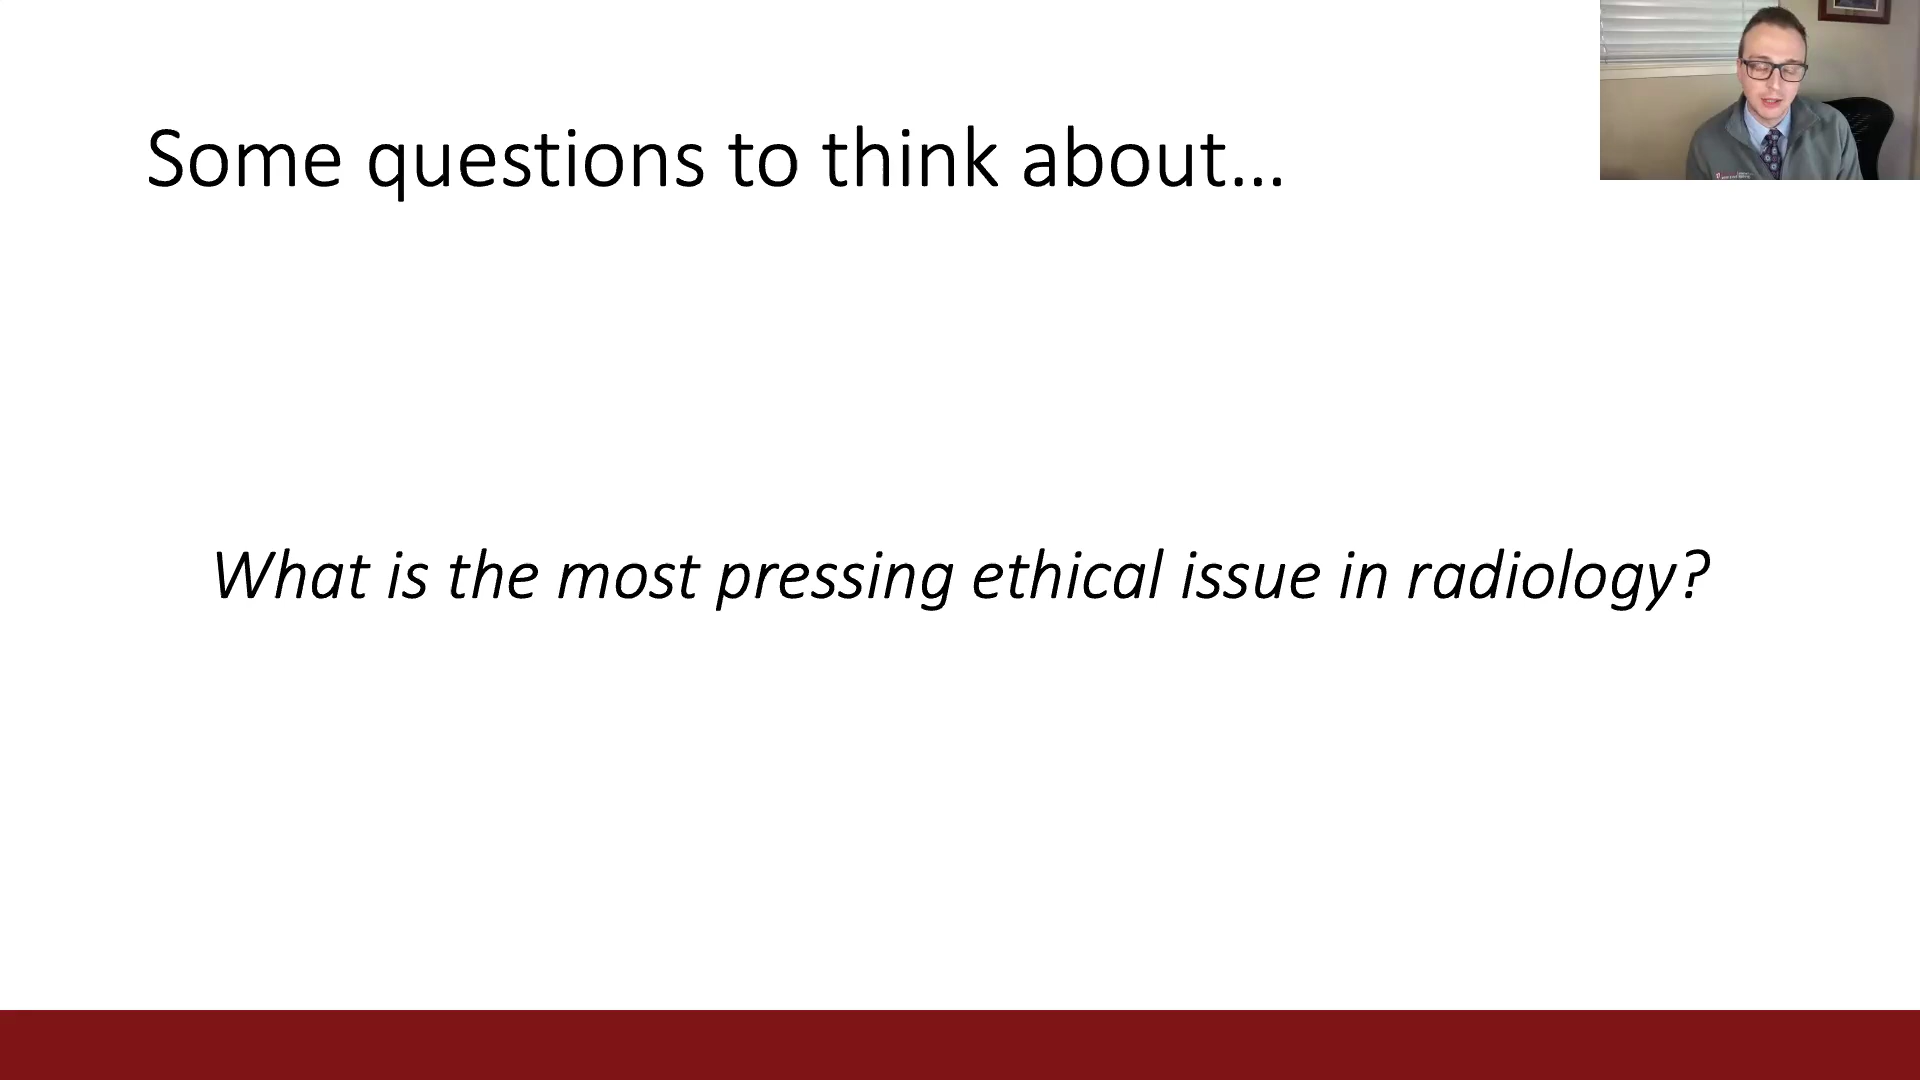 Some questions to think about...
What is the most pressing ethical issue in radiology?